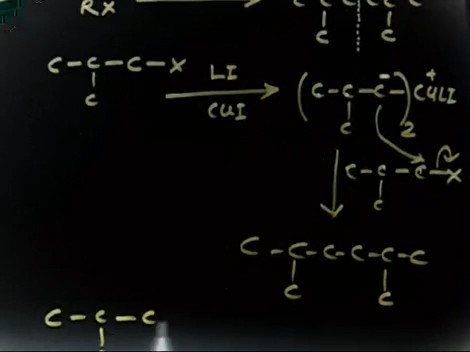 RX
C C C
C C
C-C-C-X LI (C-C-C-)2 CULI
C CUI C
C-C-C-X
C
C-C-C-C-C-C
C C
C-C-C